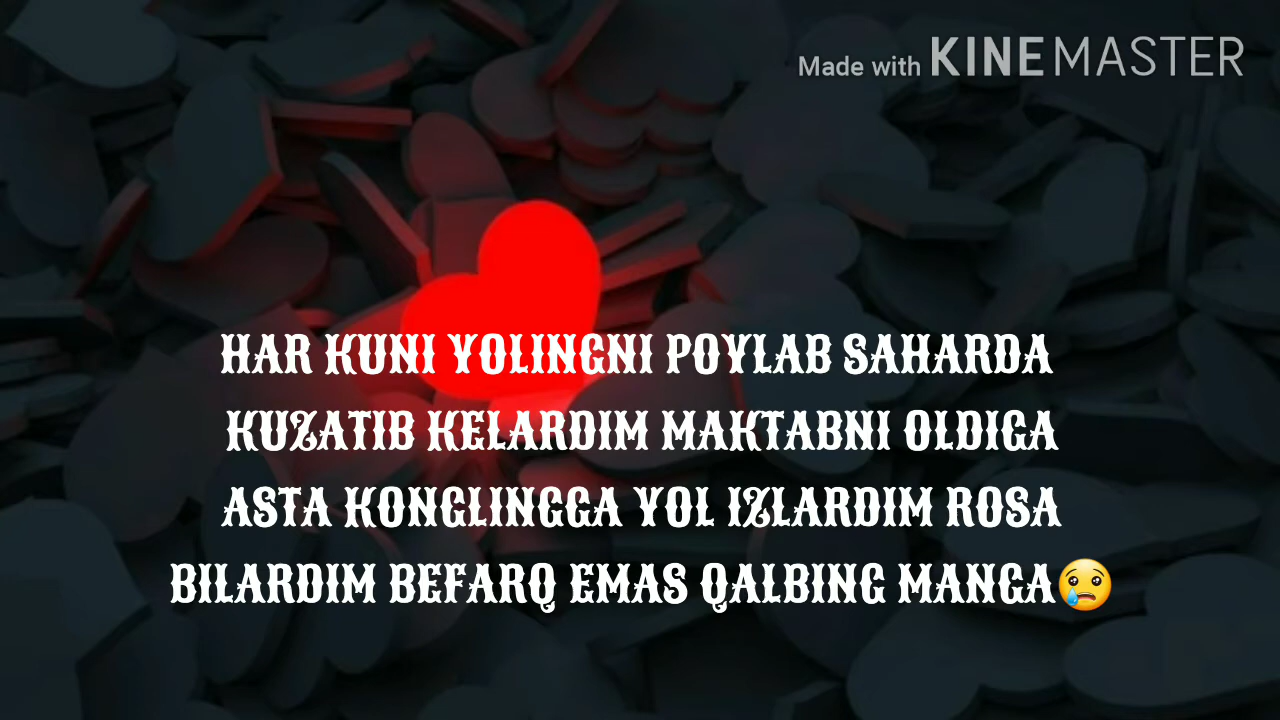 Made with KINEMASTER
HAR KUNI YOLINGNI POYLAB SAHARDA
KUZATIB KELARDIM MAKTABNI OLDIGA
ASTA KONGLINGGA YOL IZLARDIM ROSA
BILARDIM BEFARQ EMAS QALBING MANGA😢